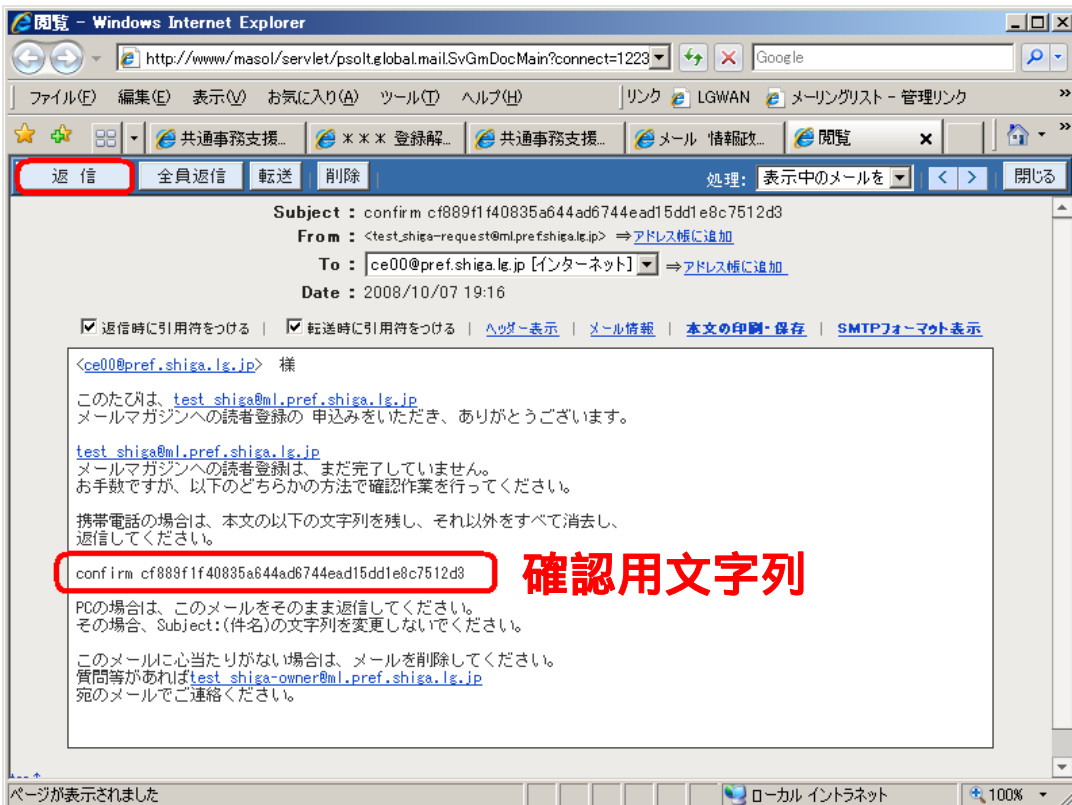 閲覧 - Windows Internet Explorer
http://www/masol/servlet/psolt.global.mail.SvGmDocMain?connect=1223
Google
ファイル(F) 編集(E) 表示(V) お気に入り(A) ツール(T) ヘルプ(H) リンク LGWAN メーリングリスト - 管理リンク »
共通事務支援... ＊＊＊ 登録解... 共通事務支援... メール 情報政... 閲覧 x »
返 信 全員返信 転送 削除 処理: 表示中のメールを < > 閉じる
Subject : confirm cf889f1f40835a644ad6744ead15dd1e8c7512d3
From : <test_shiga-request@ml.pref.shiga.lg.jp> ⇒アドレス帳に追加
To : ce00@pref.shiga.lg.jp [インターネット] ⇒アドレス帳に追加
Date : 2008/10/07 19:16
返信時に引用符をつける | 転送時に引用符をつける | ヘッダー表示 | メール情報 | 本文の印刷・保存 | SMTPフォーマット表示
<ce00@pref.shiga.lg.jp> 様
このたびは、test_shiga@ml.pref.shiga.lg.jp
メールマガジンへの読者登録の 申込みをいただき、ありがとうございます。
test_shiga@ml.pref.shiga.lg.jp
メールマガジンへの読者登録は、まだ完了していません。
お手数ですが、以下のどちらかの方法で確認作業を行ってください。
携帯電話の場合は、本文の以下の文字列を残し、それ以外をすべて消去し、
返信してください。
confirm cf889f1f40835a644ad6744ead15dd1e8c7512d3
確認用文字列
PCの場合は、このメールをそのまま返信してください。
その場合、Subject:(件名)の文字列を変更しないでください。
このメールに心当たりがない場合は、メールを削除してください。
質問等があればtest_shiga-owner@ml.pref.shiga.lg.jp
宛のメールでご連絡ください。
ページが表示されました ローカル イントラネット 100%